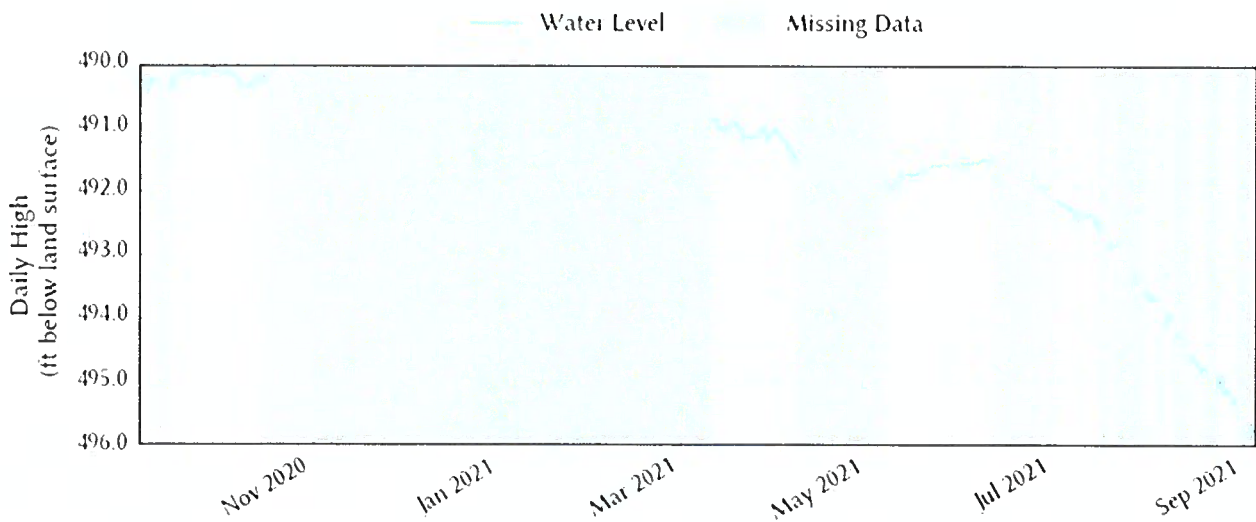 Water Level Missing Data
490.0
491.0
492.0
493.0
494.0
495.0
496.0
Daily High
(ft below land surface)
Nov 2020 Jan 2021 Mar 2021 May 2021 Jul 2021 Sep 2021